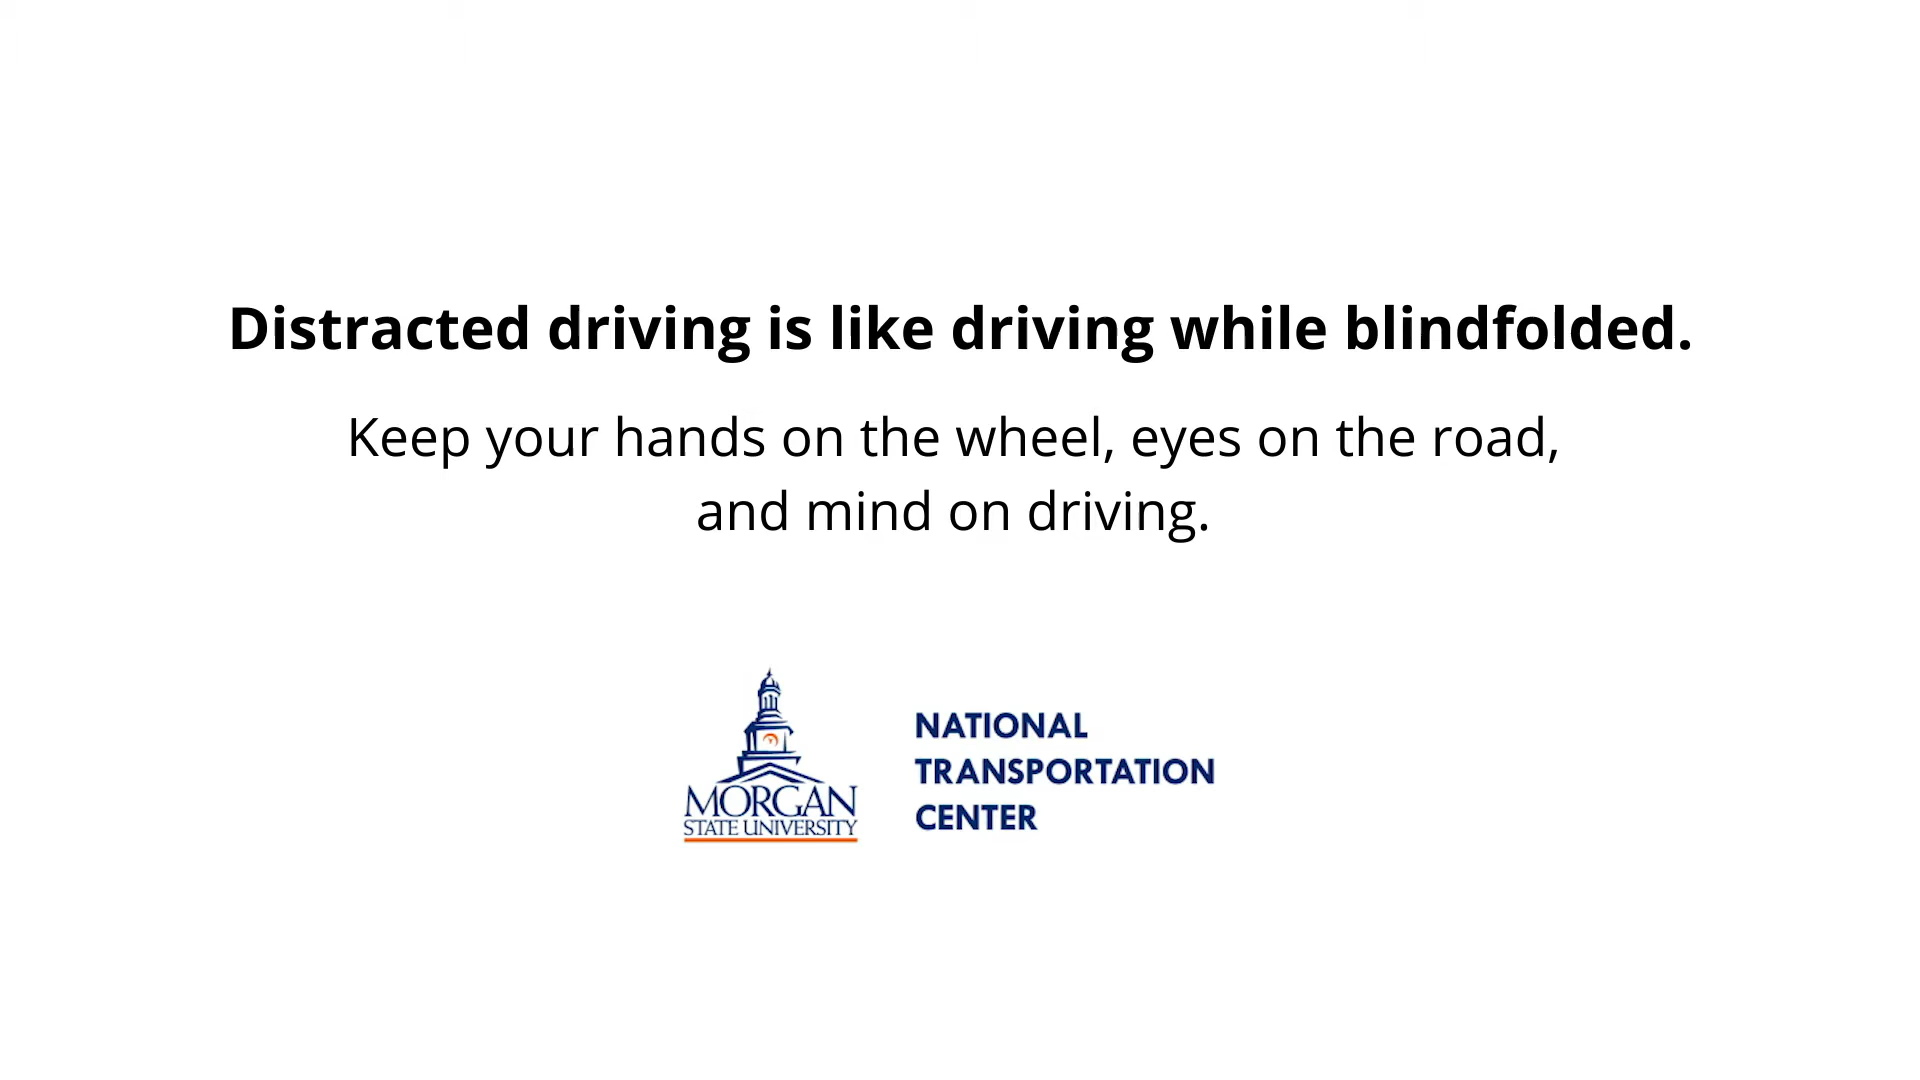 Distracted driving is like driving while blindfolded.
Keep your hands on the wheel, eyes on the road,
and mind on driving.
MORGAN
STATE UNIVERSITY
NATIONAL
TRANSPORTATION
CENTER